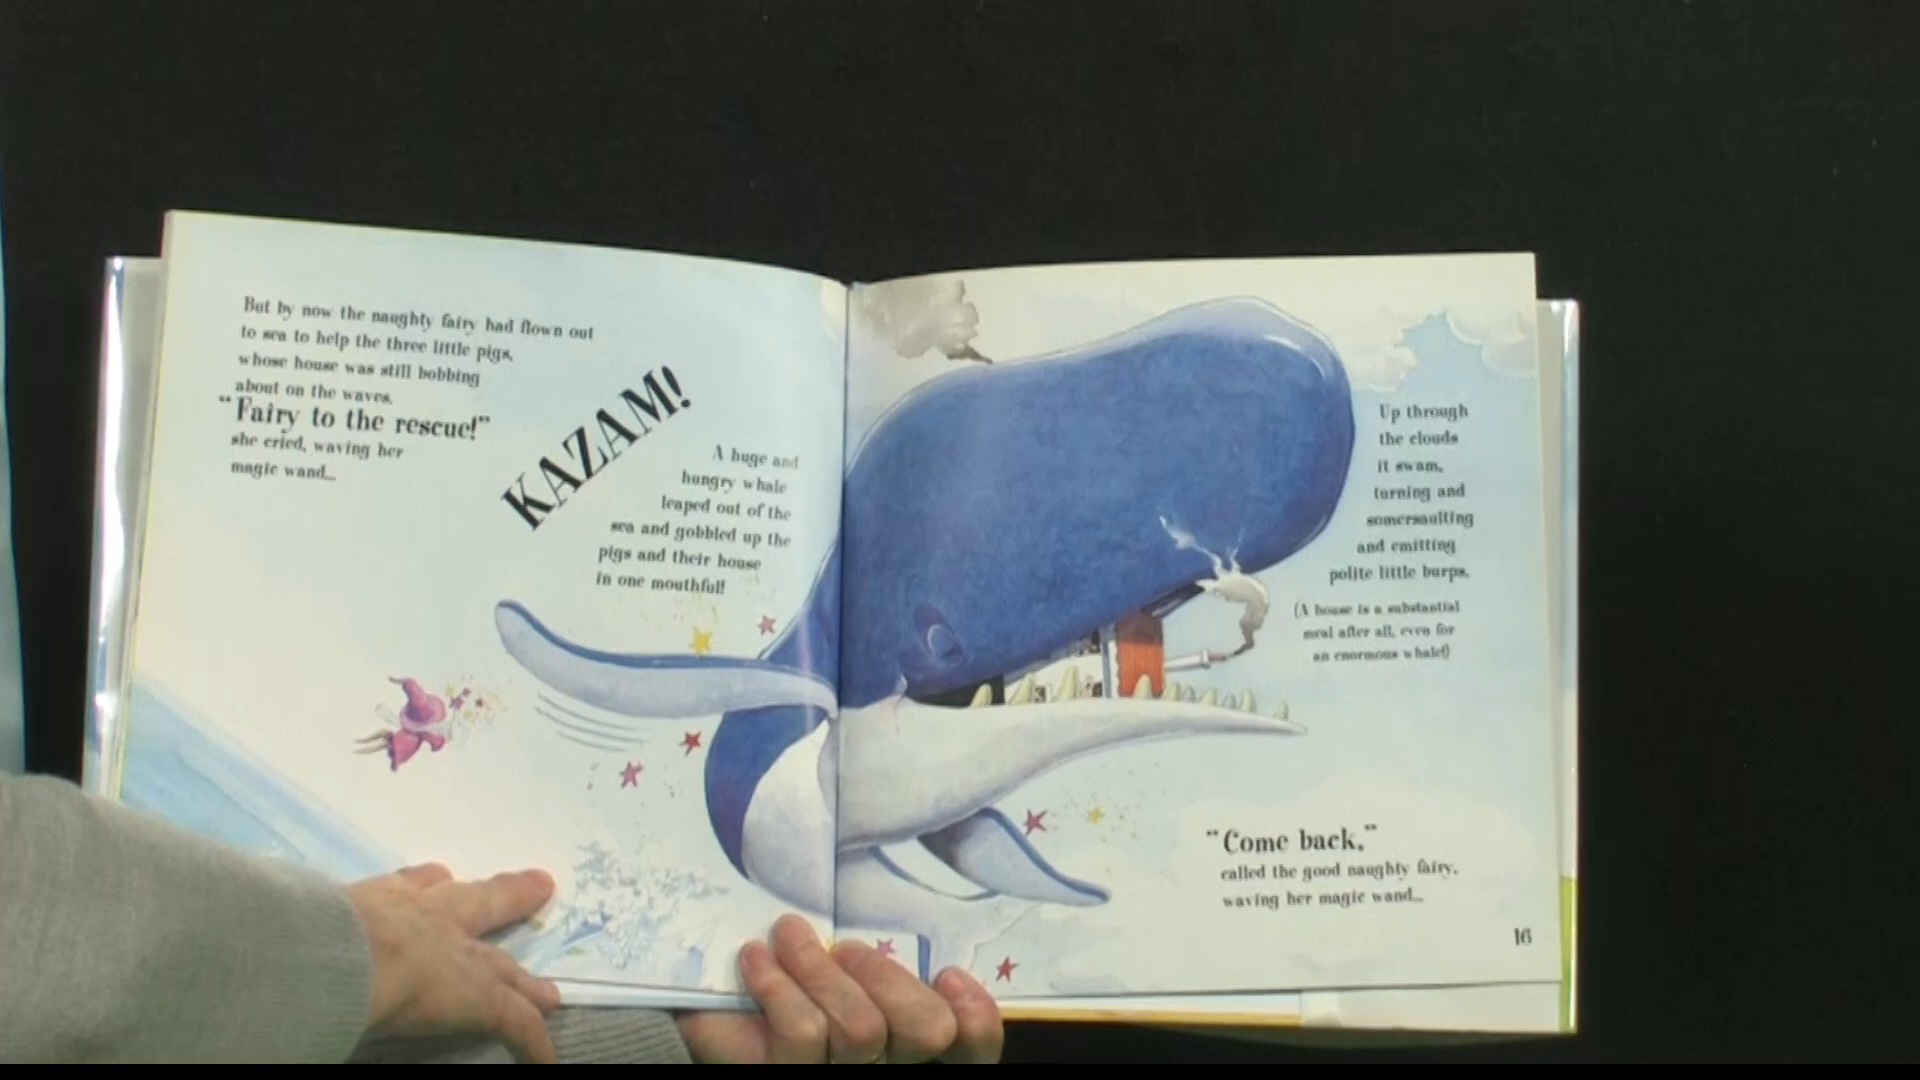 But by now the naughty fairy had flown out
to sea to help the three little pigs,
whose house was still bobbing
about on the waves.
“Fairy to the rescue!”
she cried, waving her
magic wand...
KAZAM!
A huge and
hungry whale
leaped out of the
sea and gobbled up the
pigs and their house
in one mouthful!
Up through
the clouds
it swam,
turning and
somersaulting
and emitting
polite little burps.
(A house is a substantial
meal after all, even for
an enormous whale!)
“Come back,”
called the good naughty fairy,
waving her magic wand...
16